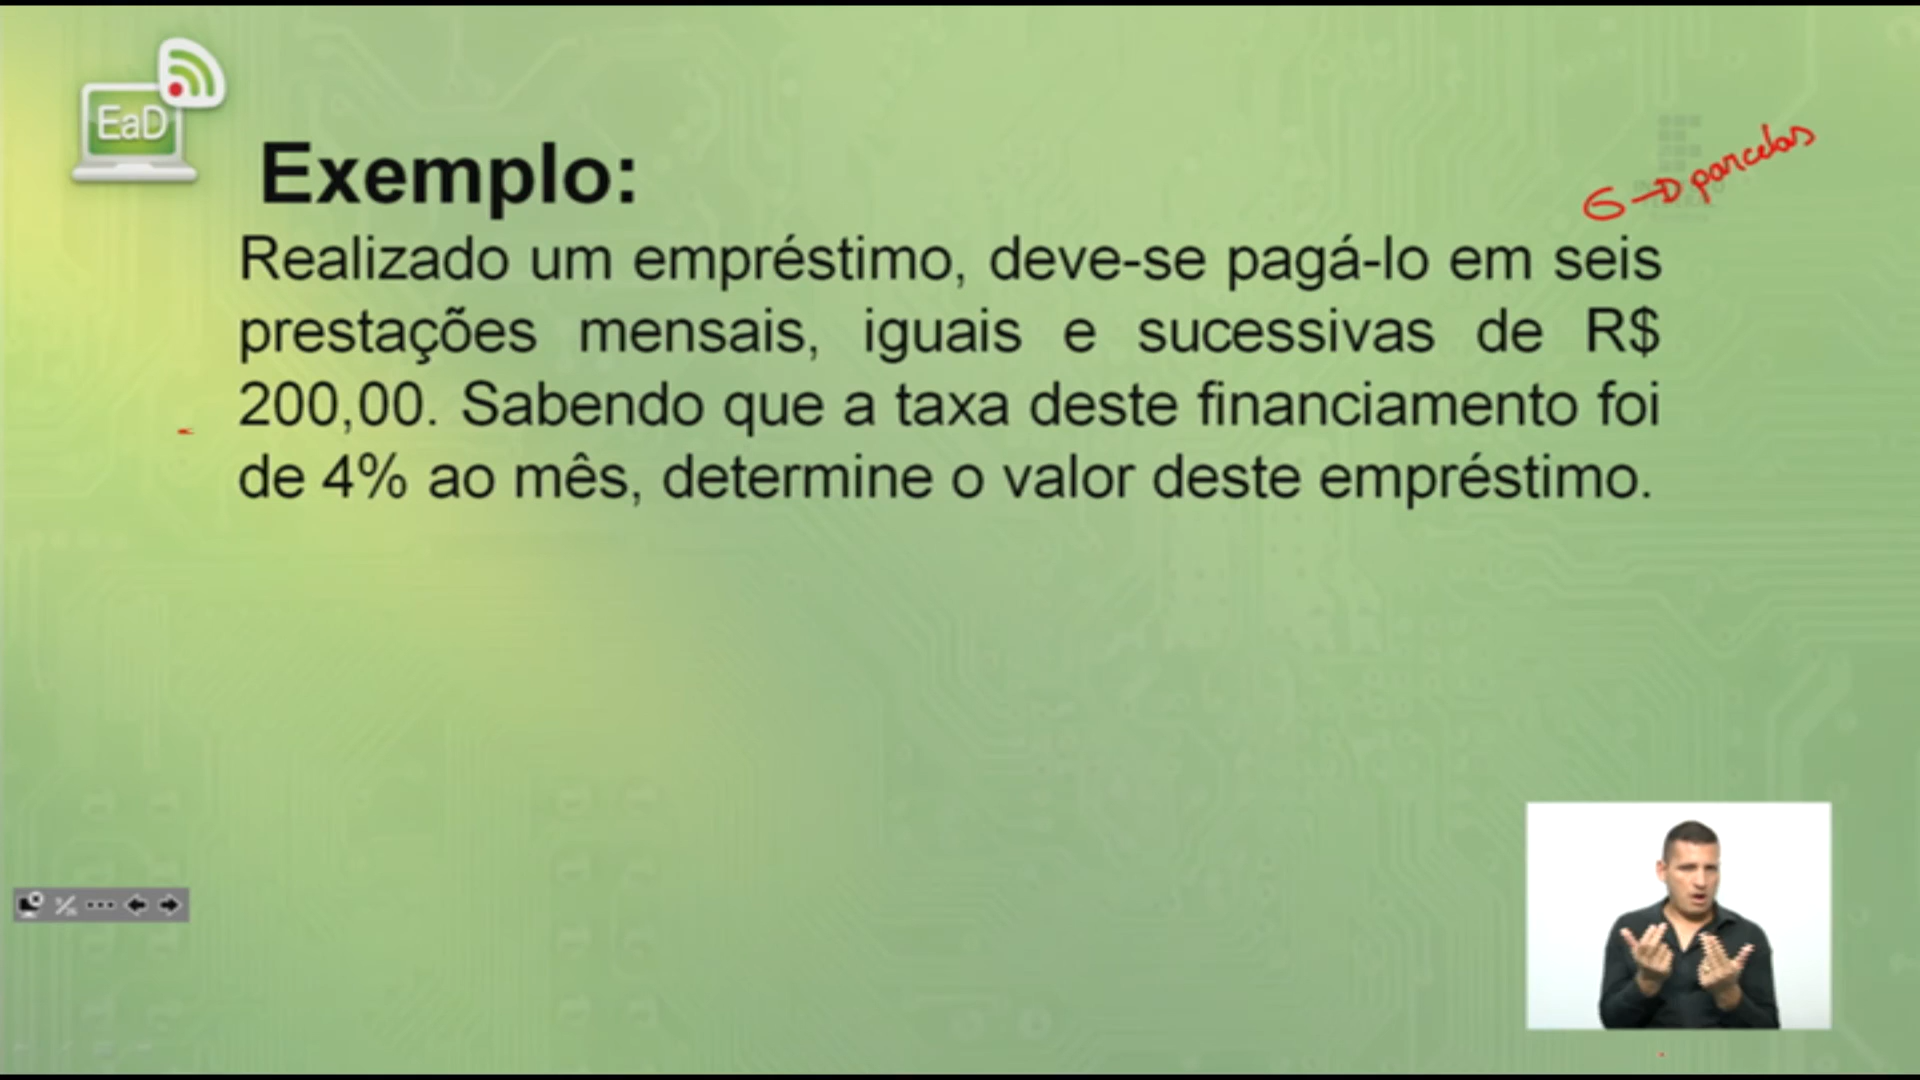 EaD
Exemplo:
6 → parcelas
Realizado um empréstimo, deve-se pagá-lo em seis
prestações mensais, iguais e sucessivas de R$
200,00. Sabendo que a taxa deste financiamento foi
de 4% ao mês, determine o valor deste empréstimo.